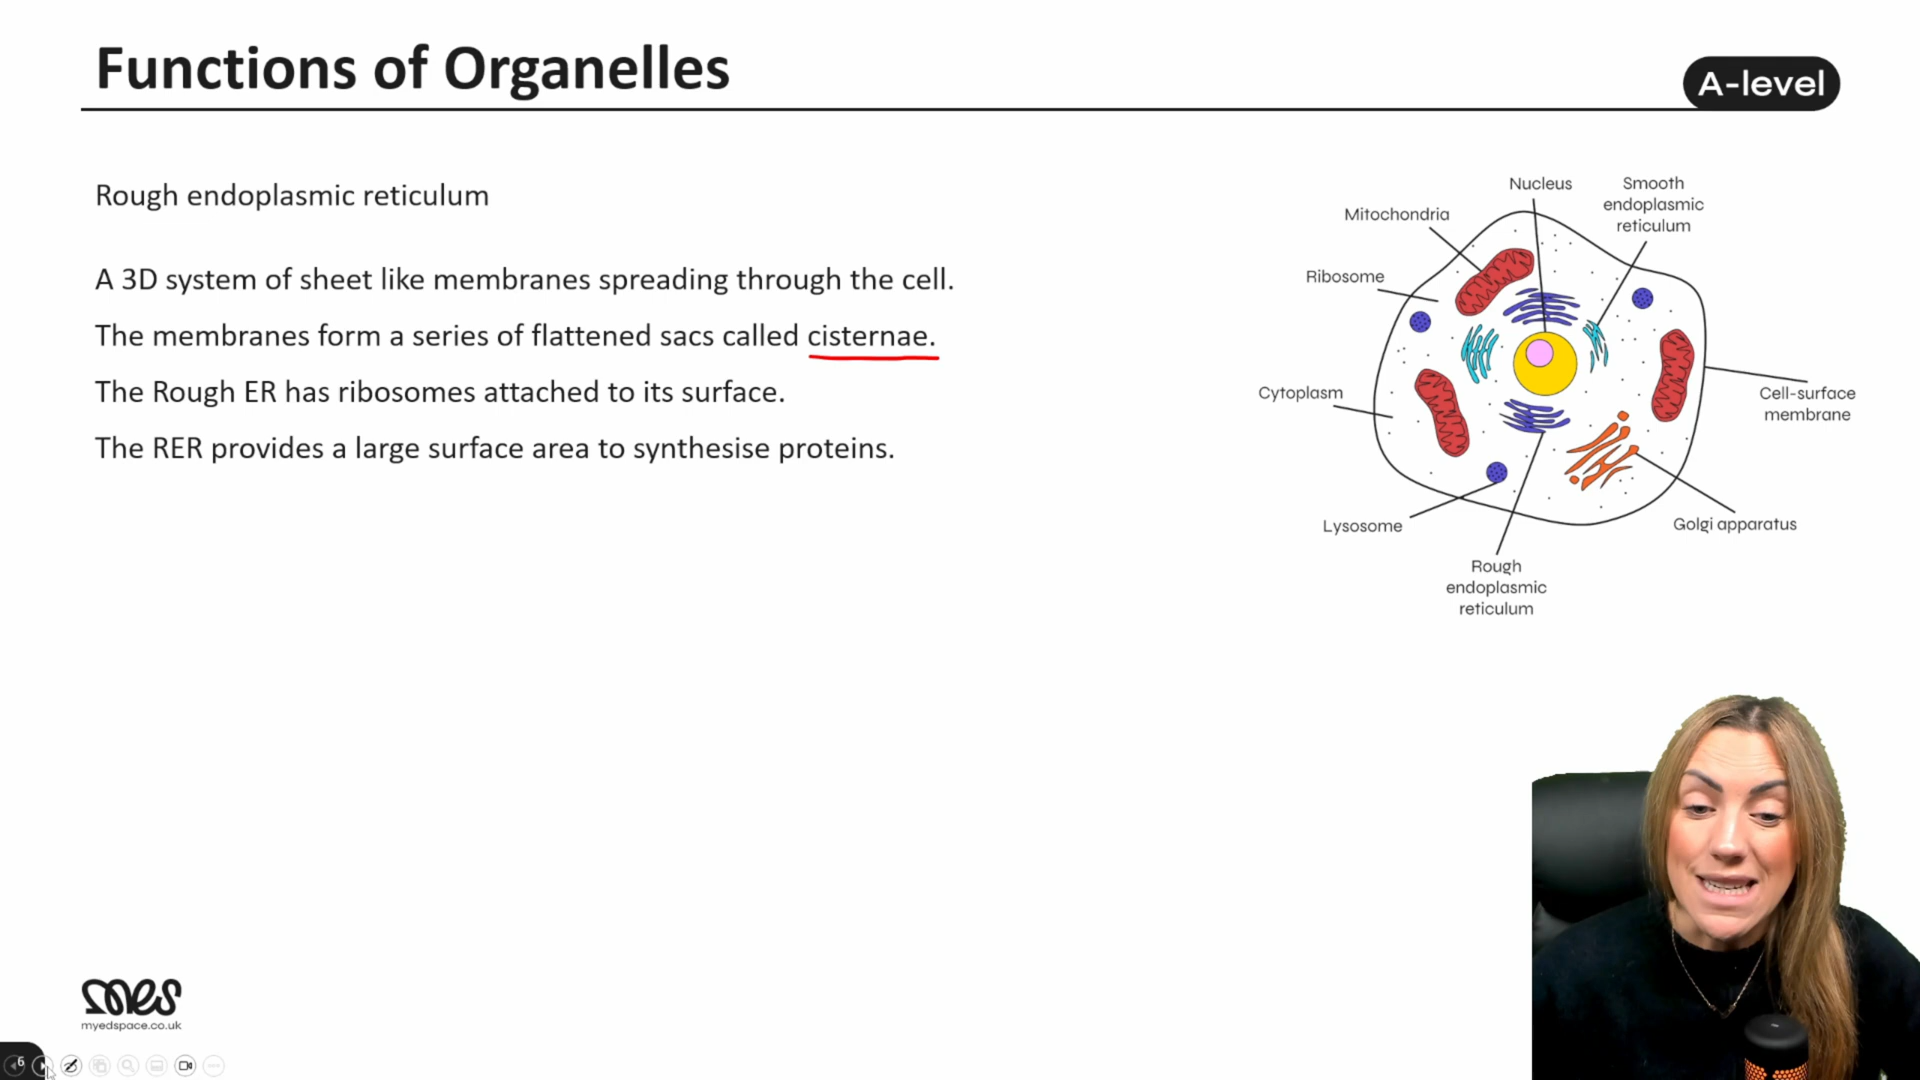 Functions of Organelles
A-level
Rough endoplasmic reticulum
A 3D system of sheet like membranes spreading through the cell.
The membranes form a series of flattened sacs called cisternae.
The Rough ER has ribosomes attached to its surface.
The RER provides a large surface area to synthesise proteins.
Nucleus
Smooth
endoplasmic
reticulum
Mitochondria
Ribosome
Cytoplasm
Cell-surface
membrane
Lysosome
Golgi apparatus
Rough
endoplasmic
reticulum
mes
myedspace.co.uk
6